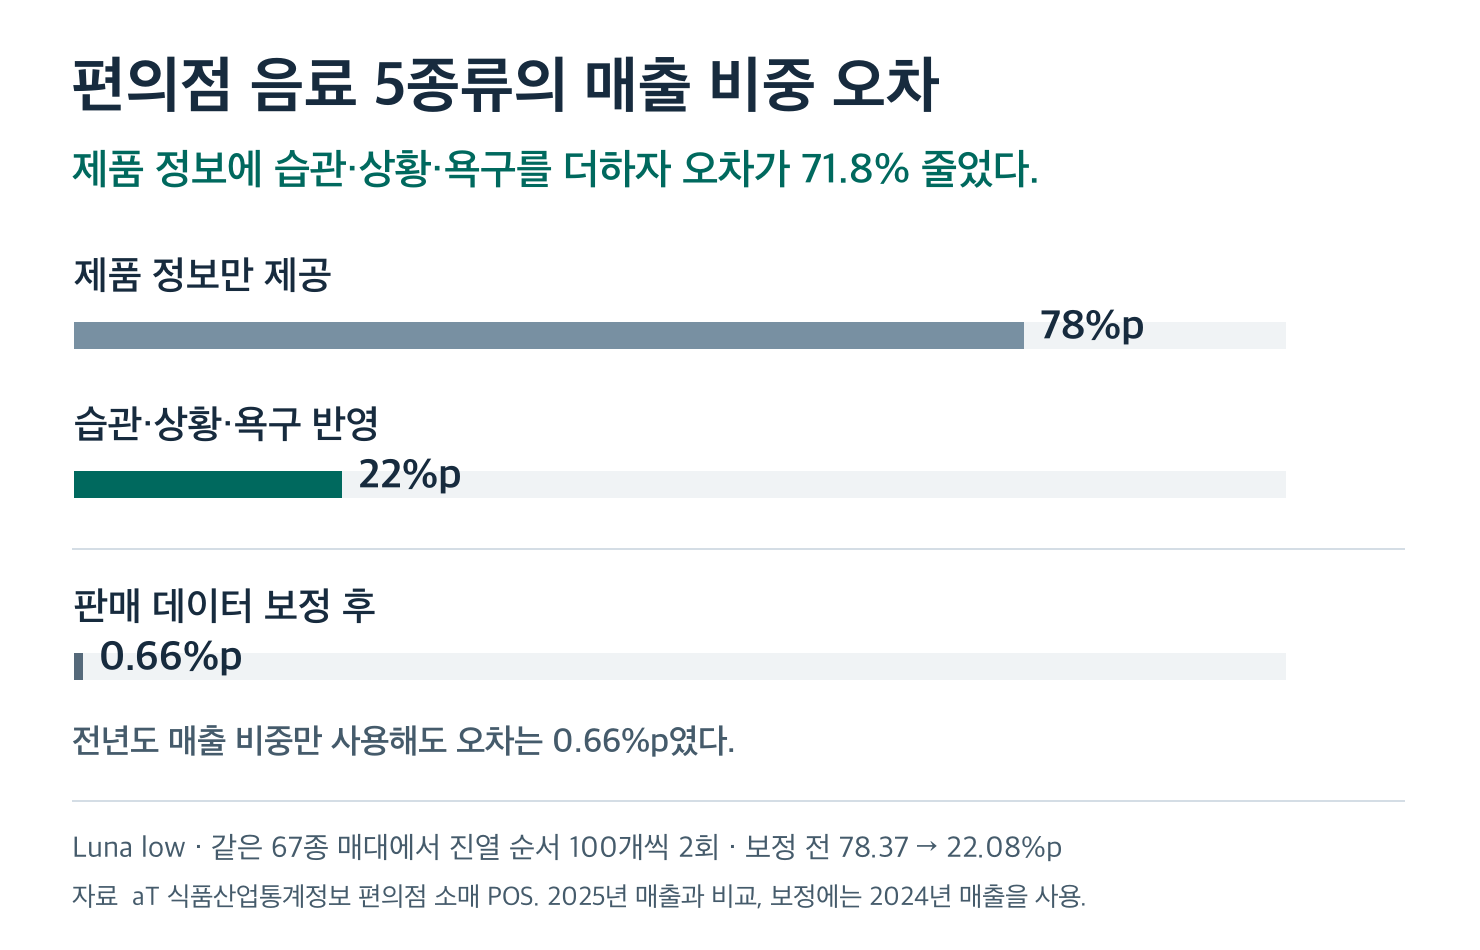 편의점 음료 5종류의 매출 비중 오차
제품 정보에 습관·상황·욕구를 더하자 오차가 71.8% 줄었다.
제품 정보만 제공
78%p
습관·상황·욕구 반영
22%p
판매 데이터 보정 후
0.66%p
전년도 매출 비중만 사용해도 오차는 0.66%p였다.
Luna low · 같은 67종 매대에서 진열 순서 100개씩 2회 · 보정 전 78.37 → 22.08%p
자료 aT 식품산업통계정보 편의점 소매 POS. 2025년 매출과 비교, 보정에는 2024년 매출을 사용.